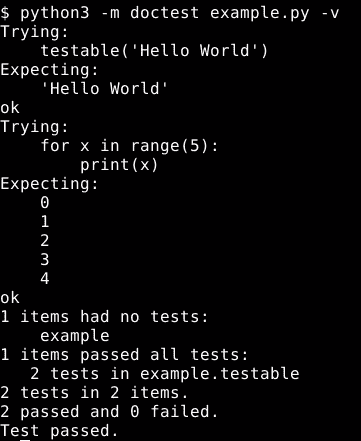 $ python3 -m doctest example.py -v
Trying:
    testable('Hello World')
Expecting:
    'Hello World'
ok
Trying:
    for x in range(5):
        print(x)
Expecting:
    0
    1
    2
    3
    4
ok
1 items had no tests:
    example
1 items passed all tests:
   2 tests in example.testable
2 tests in 2 items.
2 passed and 0 failed.
Test passed.